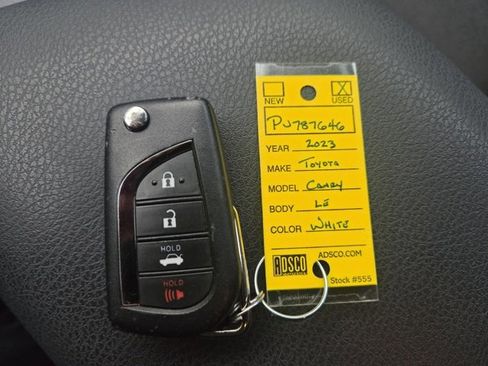 NEW
USED
PU787646
YEAR 2023
MAKE TOYOTA
MODEL CAMRY
BODY LE
COLOR WHITE
ADSCO ADSCO.COM
Stock #555
HOLD
HOLD